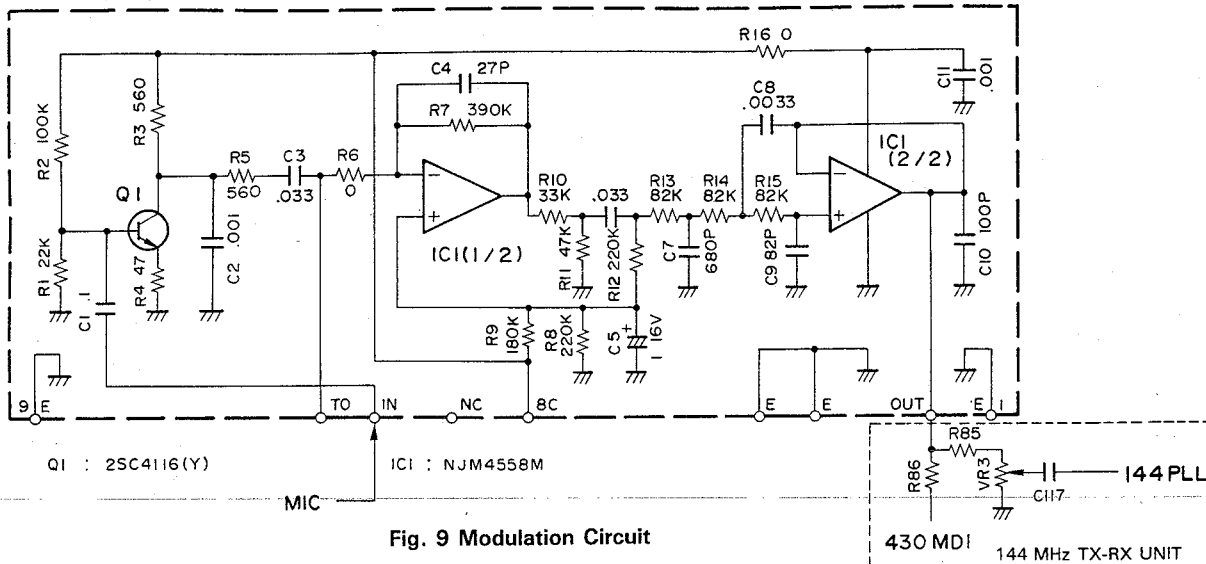 R16 0
C11 .001
C4 27P
R7 390K
C8 .0033
R3 560
R2 100K
IC1 (2/2)
R5 560
C3 .033
R6 0
Q1
R10 33K
.033
R13 82K
R14 82K
R15 82K
IC1(1/2)
C2 .001
R1 22K
R4 47
C1 .1
R11 47K
R12 220K
C7 680P
C9 82P
C10 100P
R9 180K
R8 220K
C5 + 1 16V
9 E
TO
IN
NC
8C
E
E
OUT
E 1
Q1 : 2SC4116(Y)
IC1 : NJM4558M
MIC
R85
R86
VR3
C117
144 PLL
430 MDI
144 MHz TX-RX UNIT
Fig. 9 Modulation Circuit